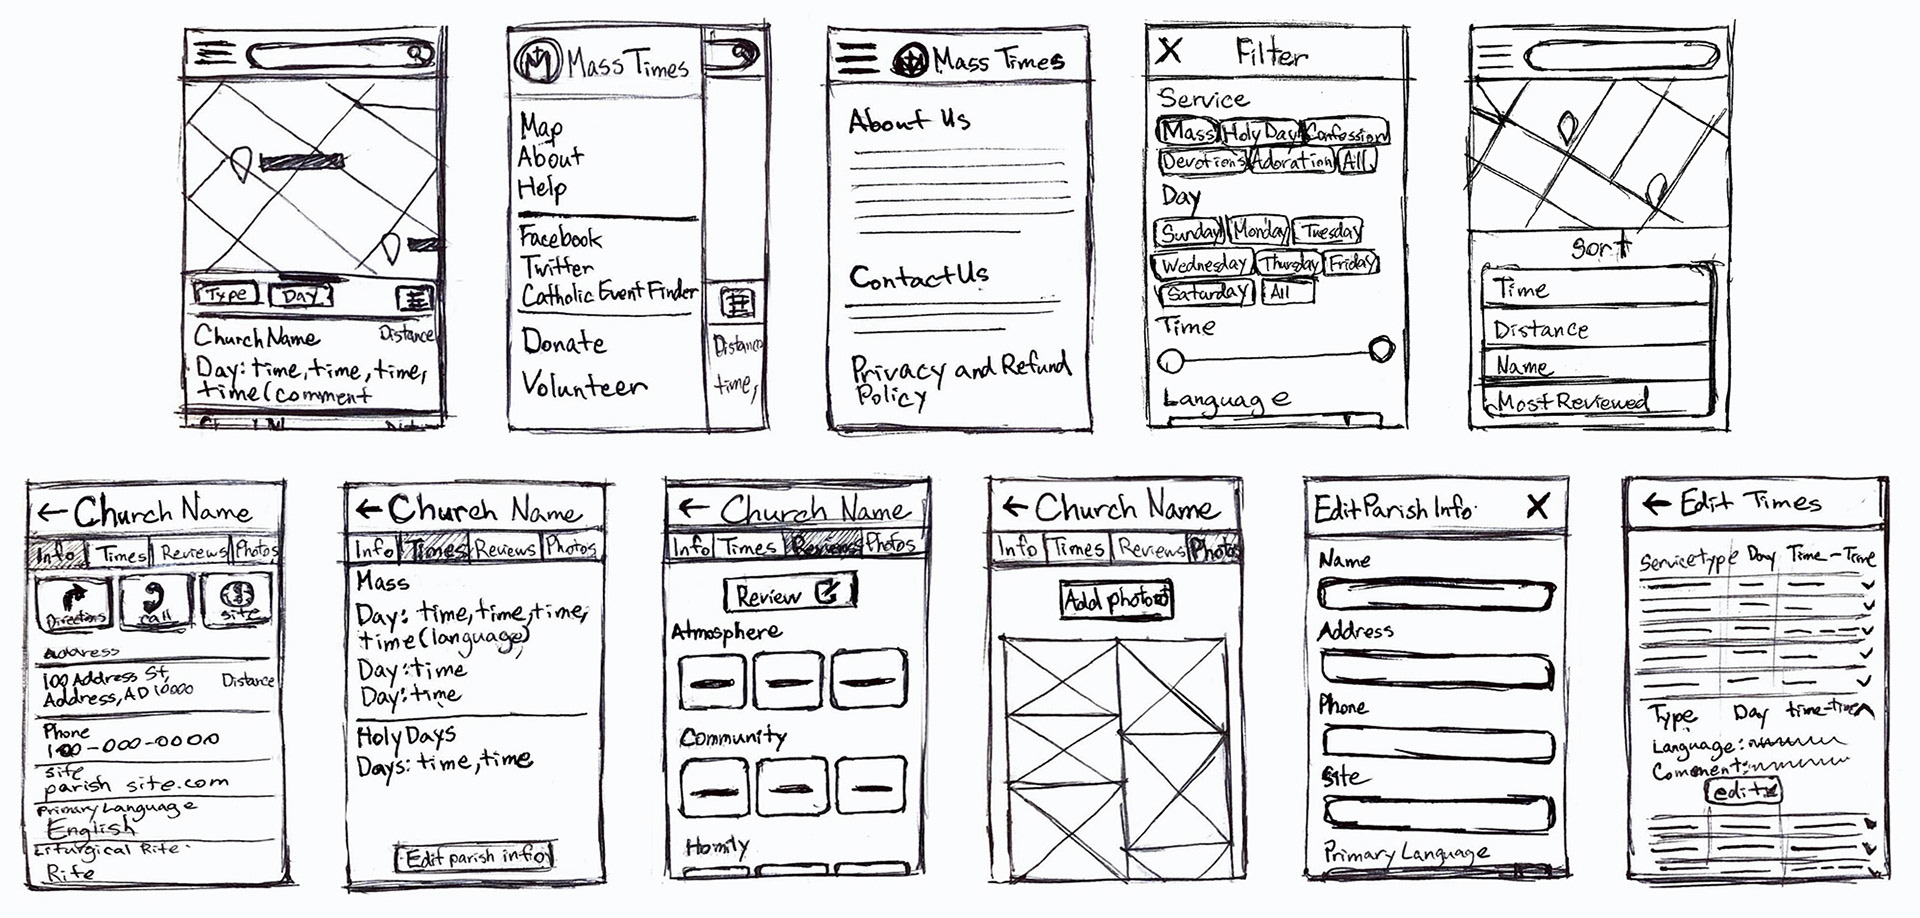 Type Day
Church Name Distance
Day: time, time, time,
time (comment
Mass Times
Map
About
Help
Facebook
Twitter
Catholic Event Finder
Donate
Volunteer
Distance
time,
Mass Times
About Us
Contact Us
Privacy and Refund
Policy
X Filter
Service
Mass Holy Day Confession
Devotions Adoration All
Day
Sunday Monday Tuesday
Wednesday Thursday Friday
Saturday All
Time
Language
Sort
Time
Distance
Name
Most Reviewed
← Church Name
Info Times Reviews Photos
Directions call site
Address
100 Address St,
Address, AD 10000 Distance
Phone
100-000-0000
site
parish site.com
Primary Language
English
Liturgical Rite
Rite
← Church Name
Info Times Reviews Photos
Mass
Day: time, time, time,
time (language)
Day: time
Day: time
Holy Days
Days: time, time
Edit parish info
← Church Name
Info Times Reviews Photos
Review
Atmosphere
Community
Homily
← Church Name
Info Times Reviews Photos
Add photo
Edit Parish Info X
Name
Address
Phone
Site
Primary Language
← Edit Times
Service type Day Time - Time
Type Day time-time
Language:
Comment:
edit